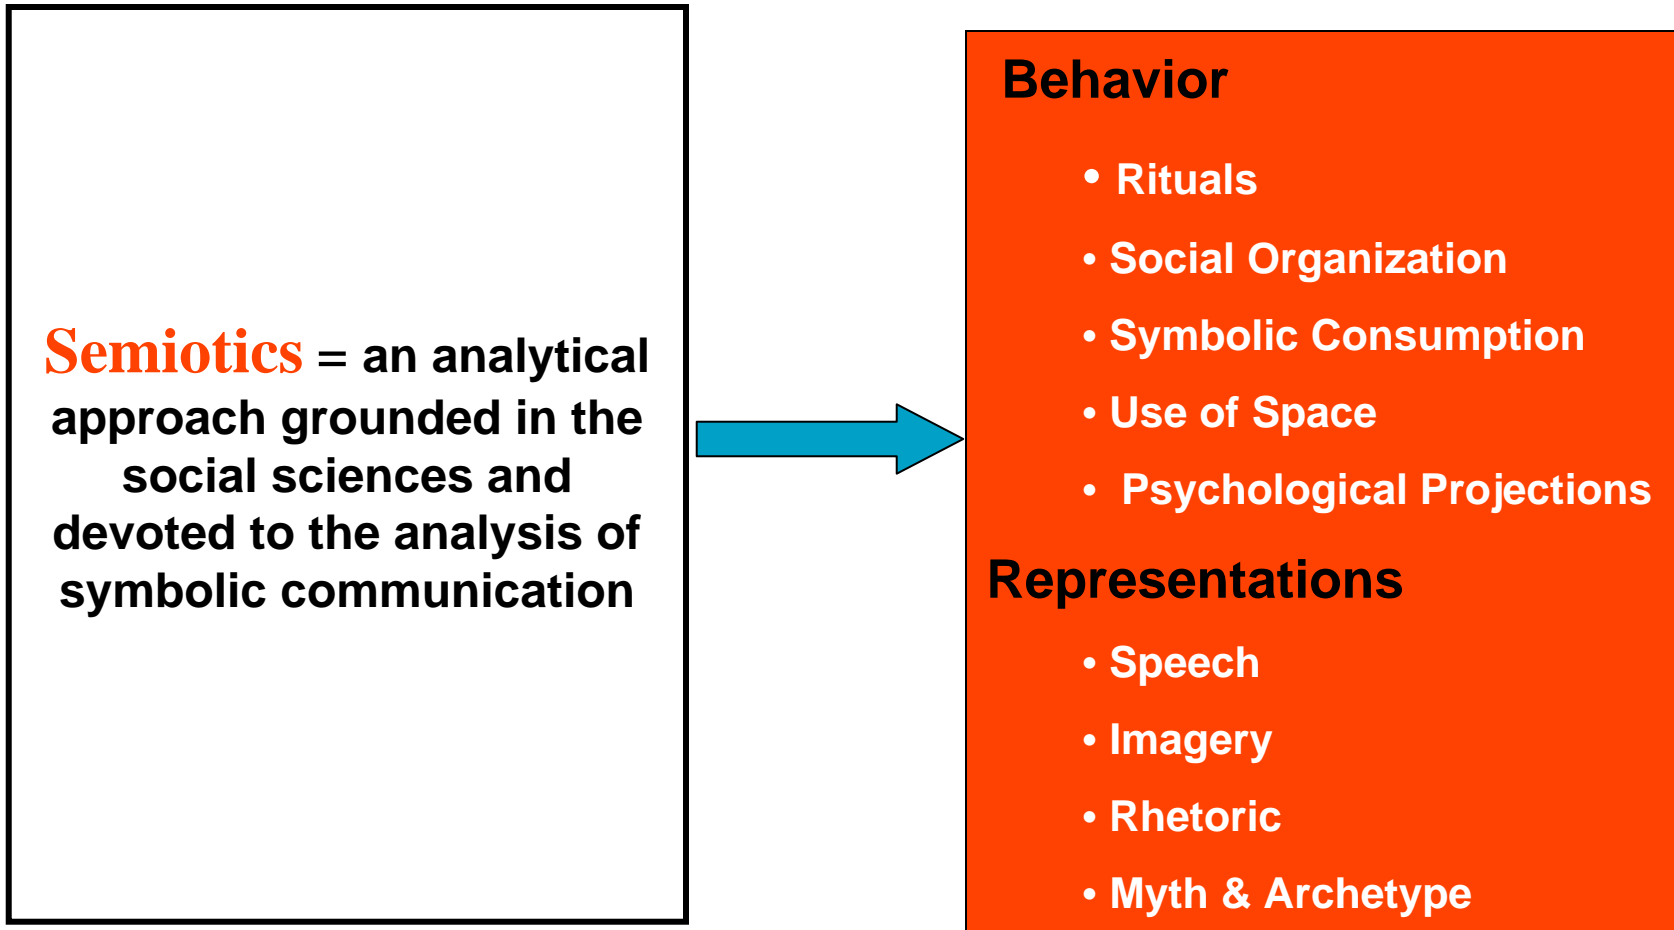 Semiotics = an analytical
approach grounded in the
social sciences and
devoted to the analysis of
symbolic communication
Behavior
• Rituals
• Social Organization
• Symbolic Consumption
• Use of Space
• Psychological Projections
Representations
• Speech
• Imagery
• Rhetoric
• Myth & Archetype